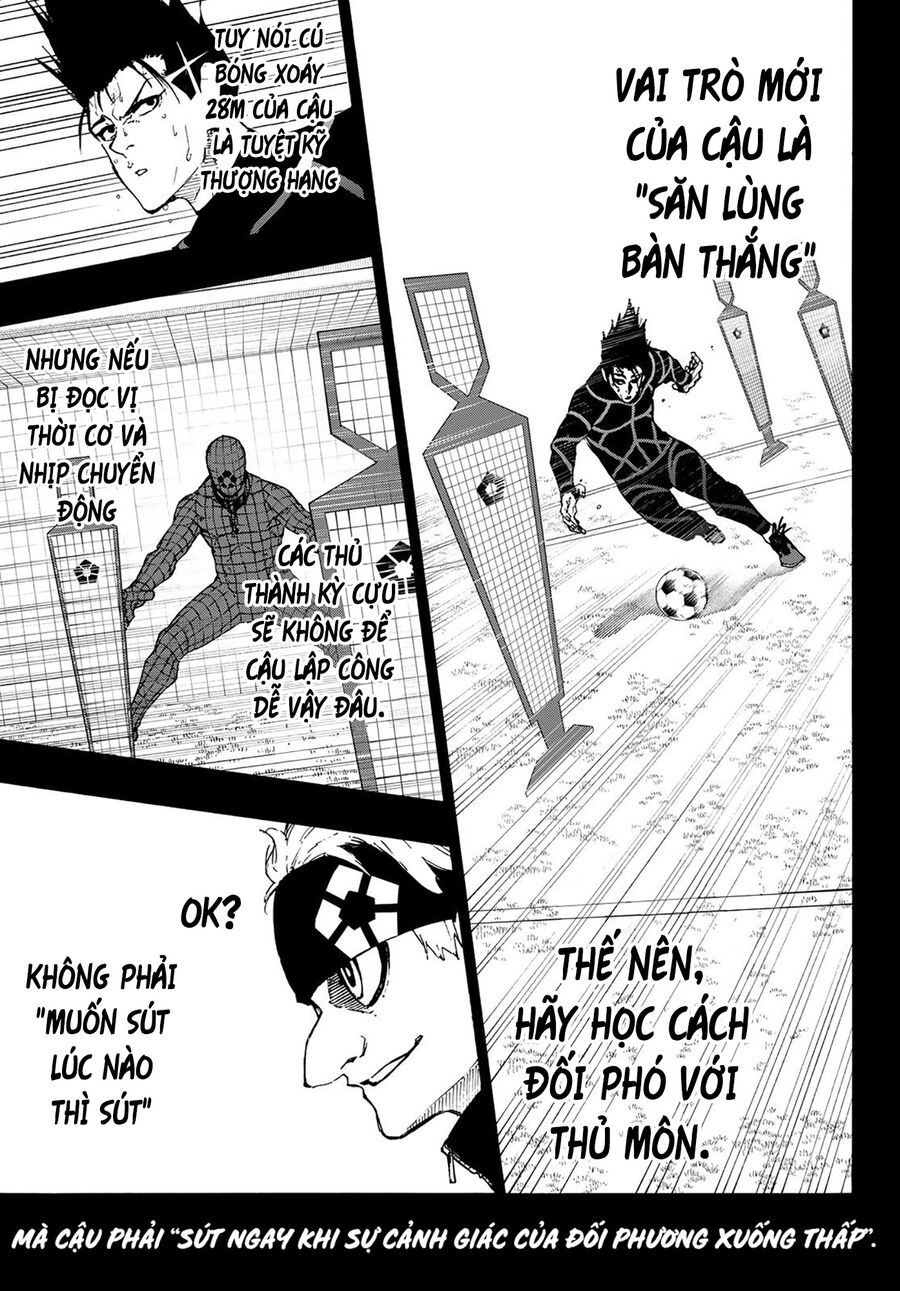 VAI TRÒ MỚI
CỦA CẬU LÀ
"SĂN LÙNG
BÀN THẮNG"
THẾ NÊN,
HÃY HỌC CÁCH
ĐỐI PHÓ VỚI
THỦ MÔN.
TUY NÓI CÚ
BÓNG XOÁY
28M CỦA CẬU
LÀ TUYỆT KỸ
THƯỢNG HẠNG
NHƯNG NẾU
BỊ ĐỌC VỊ
THỜI CƠ VÀ
NHỊP CHUYỂN
ĐỘNG
CÁC THỦ
THÀNH KỲ CỰU
SẼ KHÔNG ĐỂ
CẬU LẬP CÔNG
DỄ VẬY ĐÂU.
OK?
KHÔNG PHẢI
"MUỐN SÚT
LÚC NÀO
THÌ SÚT"
MÀ CẬU PHẢI “SÚT NGAY KHI SỰ CẢNH GIÁC CỦA ĐỐI PHƯƠNG XUỐNG THẤP”.